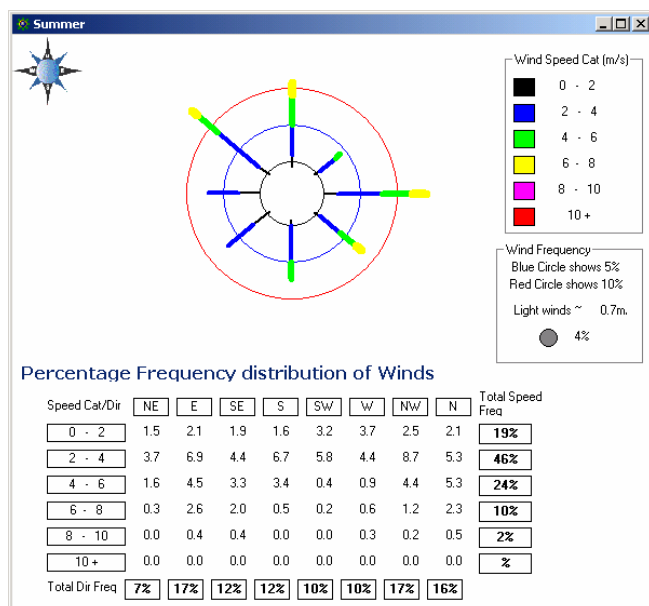 Summer
Wind Speed Cat (m/s)
0 - 2
2 - 4
4 - 6
6 - 8
8 - 10
10 +
Wind Frequency
Blue Circle shows 5%
Red Circle shows 10%
Light winds ~ 0.7m.
4%
Percentage Frequency distribution of Winds
Speed Cat/Dir NE E SE S SW W NW N Total Speed Freq
0 - 2 1.5 2.1 1.9 1.6 3.2 3.7 2.5 2.1 19%
2 - 4 3.7 6.9 4.4 6.7 5.8 4.4 8.7 5.3 46%
4 - 6 1.6 4.5 3.3 3.4 0.4 0.9 4.4 5.3 24%
6 - 8 0.3 2.6 2.0 0.5 0.2 0.6 1.2 2.3 10%
8 - 10 0.0 0.4 0.4 0.0 0.0 0.3 0.2 0.5 2%
10 + 0.0 0.0 0.0 0.0 0.0 0.0 0.0 0.0 %
Total Dir Freq 7% 17% 12% 12% 10% 10% 17% 16%